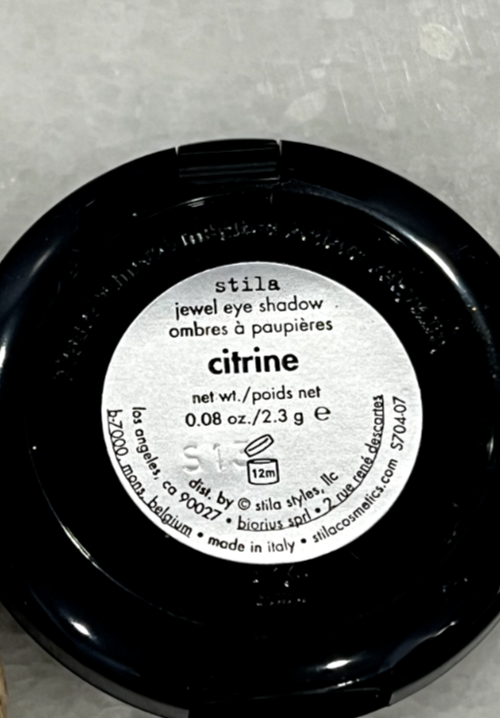 stila
jewel eye shadow
ombres à paupières
citrine
net wt./poids net
0.08 oz./2.3 g ℮
12m
dist. by © stila styles, llc
los angeles, ca 90027 • biorius sprl • 2 rue rené descartes
b7000 mons, belgium • made in italy • stilacosmetics.com S704-07